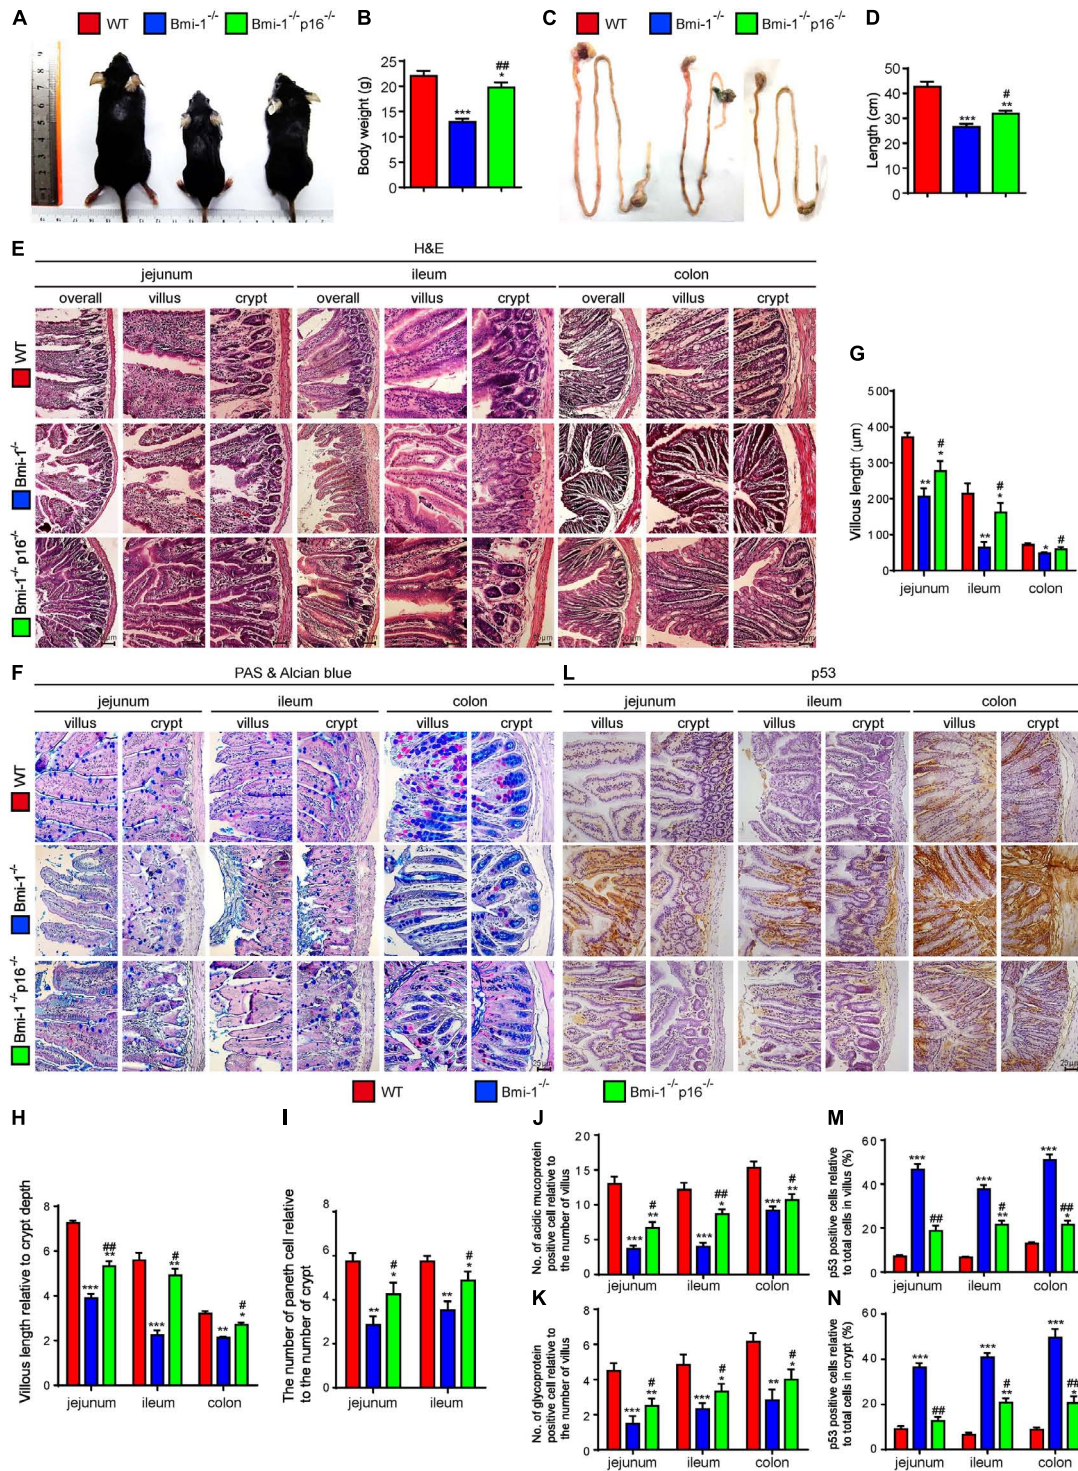 A WT Bmi-1-/- Bmi-1-/-p16-/-
B
Body weight (g)
25
20
15
10
5
0
***
##
*
C WT Bmi-1-/- Bmi-1-/-p16-/-
D
Length (cm)
50
40
30
20
10
0
***
#
**
E H&E
jejunum ileum colon
overall villus crypt overall villus crypt overall villus crypt
WT
Bmi-1-/-
Bmi-1-/-p16-/-
G
Villous length (μm)
500
400
300
200
100
0
** # *
** # *
* #
jejunum ileum colon
F PAS & Alcian blue
jejunum ileum colon
villus crypt villus crypt villus crypt
WT
Bmi-1-/-
Bmi-1-/-p16-/-
25μm
L p53
jejunum ileum colon
villus crypt villus crypt villus crypt
25μm
WT Bmi-1-/- Bmi-1-/-p16-/-
H
Villous length relative to crypt depth
8
6
4
2
0
*** ## **
*** # **
** # *
jejunum ileum colon
I
The number of paneth cell relative
to the number of crypt
8
6
4
2
0
** # *
** # *
jejunum ileum
J
No. of acidic mucoprotein
positive cell relative to
the number of villus
20
15
10
5
0
*** # **
*** ## *
*** # **
jejunum ileum colon
K
No. of glycoprotein
positive cell relative to
the number of villus
8
6
4
2
0
*** # **
*** # *
** # *
jejunum ileum colon
M
p53 positive cells relative
to total cells in villus (%)
60
40
20
0
*** ##
*** # **
*** ## *
jejunum ileum colon
N
p53 positive cells relative
to total cells in crypt (%)
60
40
20
0
*** ##
*** # **
*** ## *
jejunum ileum colon